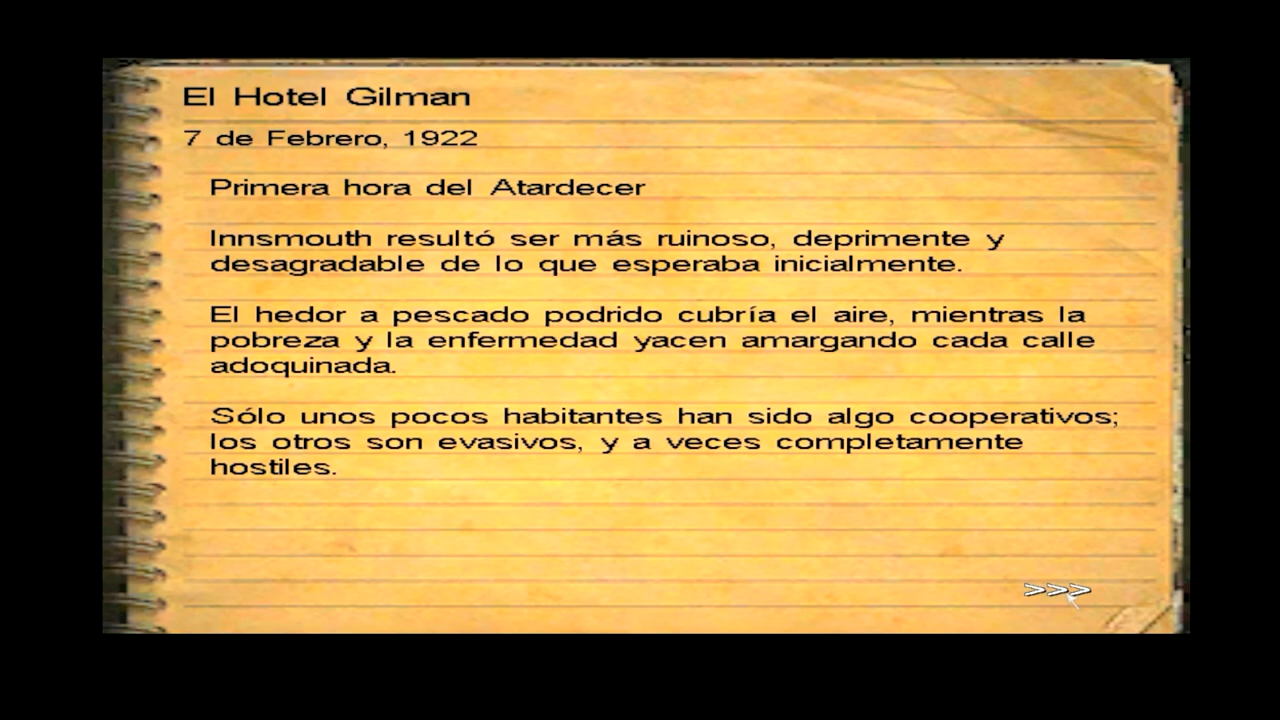 El Hotel Gilman
7 de Febrero, 1922
Primera hora del Atardecer
Innsmouth resultó ser más ruinoso, deprimente y
desagradable de lo que esperaba inicialmente.
El hedor a pescado podrido cubría el aire, mientras la
pobreza y la enfermedad yacen amargando cada calle
adoquinada.
Sólo unos pocos habitantes han sido algo cooperativos;
los otros son evasivos, y a veces completamente
hostiles.
>>>